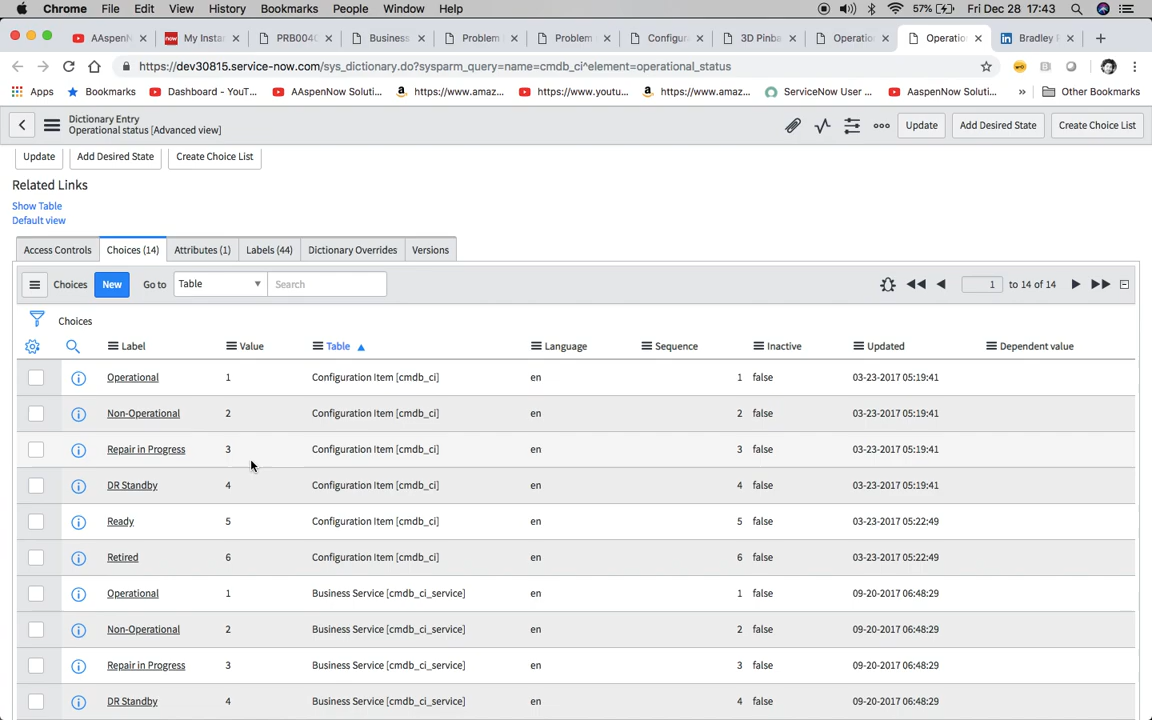 Chrome File Edit View History Bookmarks People Window Help 57% Fri Dec 28 17:43
AAspenN My Insta PRB0040 Business Problem Problem Configura 3D Pinba Operatio Operatio Bradley
https://dev30815.service-now.com/sys_dictionary.do?sysparm_query=name=cmdb_ci^element=operational_status
Apps Bookmarks Dashboard - YouT... AAspenNow Soluti... https://www.amaz... https://www.youtu... https://www.amaz... ServiceNow User ... AAspenNow Soluti... » Other Bookmarks
Dictionary Entry
Operational status [Advanced view]
Update Add Desired State Create Choice List
Update Add Desired State Create Choice List
Related Links
Show Table
Default view
Access Controls Choices (14) Attributes (1) Labels (44) Dictionary Overrides Versions
Choices New Go to Table Search 1 to 14 of 14
Choices
Label Value Table Language Sequence Inactive Updated Dependent value
Operational 1 Configuration Item [cmdb_ci] en 1 false 03-23-2017 05:19:41
Non-Operational 2 Configuration Item [cmdb_ci] en 2 false 03-23-2017 05:19:41
Repair in Progress 3 Configuration Item [cmdb_ci] en 3 false 03-23-2017 05:19:41
DR Standby 4 Configuration Item [cmdb_ci] en 4 false 03-23-2017 05:19:41
Ready 5 Configuration Item [cmdb_ci] en 5 false 03-23-2017 05:22:49
Retired 6 Configuration Item [cmdb_ci] en 6 false 03-23-2017 05:22:49
Operational 1 Business Service [cmdb_ci_service] en 1 false 09-20-2017 06:48:29
Non-Operational 2 Business Service [cmdb_ci_service] en 2 false 09-20-2017 06:48:29
Repair in Progress 3 Business Service [cmdb_ci_service] en 3 false 09-20-2017 06:48:29
DR Standby 4 Business Service [cmdb_ci_service] en 4 false 09-20-2017 06:48:29